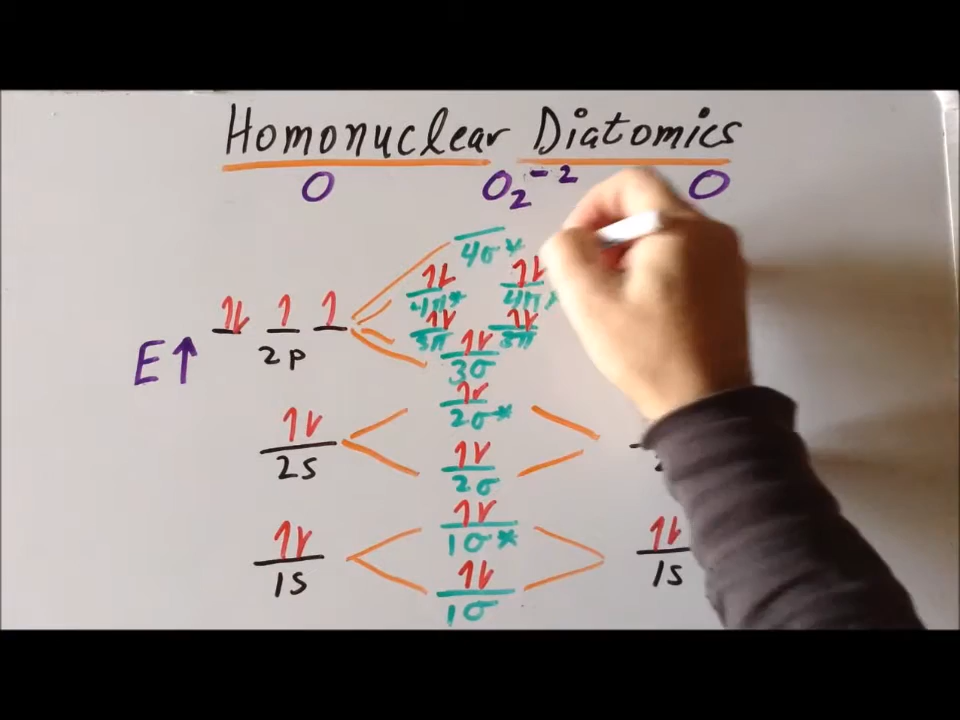 Homonuclear Diatomics
O O₂⁻² O
4σ*
4π* 4π*
3π 3π
E↑ 2p 3σ
2σ*
2s 2σ
1σ*
1s 1σ 1s